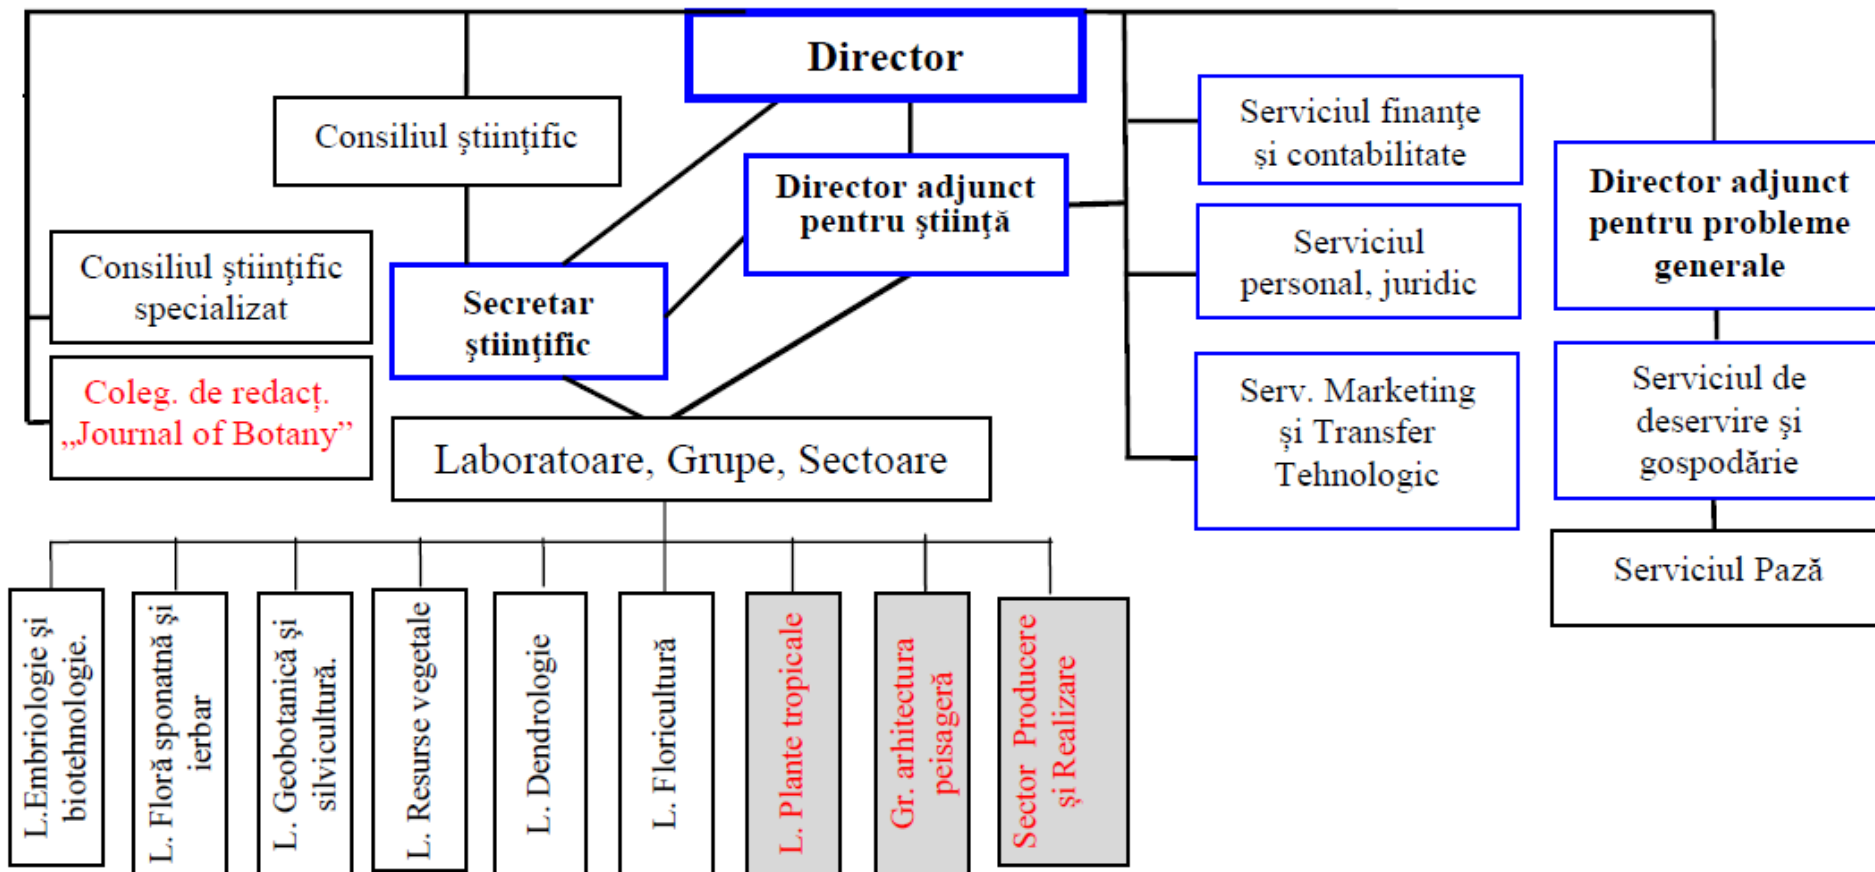 Director
Consiliul ştiinţific
Serviciul finanţe
și contabilitate
Director adjunct
pentru ştiinţă
Director adjunct
pentru probleme
generale
Consiliul ştiinţific
specializat
Serviciul
personal, juridic
Secretar
ştiinţific
Coleg. de redacț.
„Journal of Botany”
Serv. Marketing
și Transfer
Tehnologic
Serviciul de
deservire şi
gospodărie
Laboratoare, Grupe, Sectoare
Serviciul Pază
L.Embriologie şi
biotehnologie.
L. Floră sponatnă şi
ierbar
L. Geobotanică şi
silvicultură.
L. Resurse vegetale
L. Dendrologie
L. Floricultură
L. Plante tropicale
Gr. arhitectura
peisageră
Sector Producere
şi Realizare